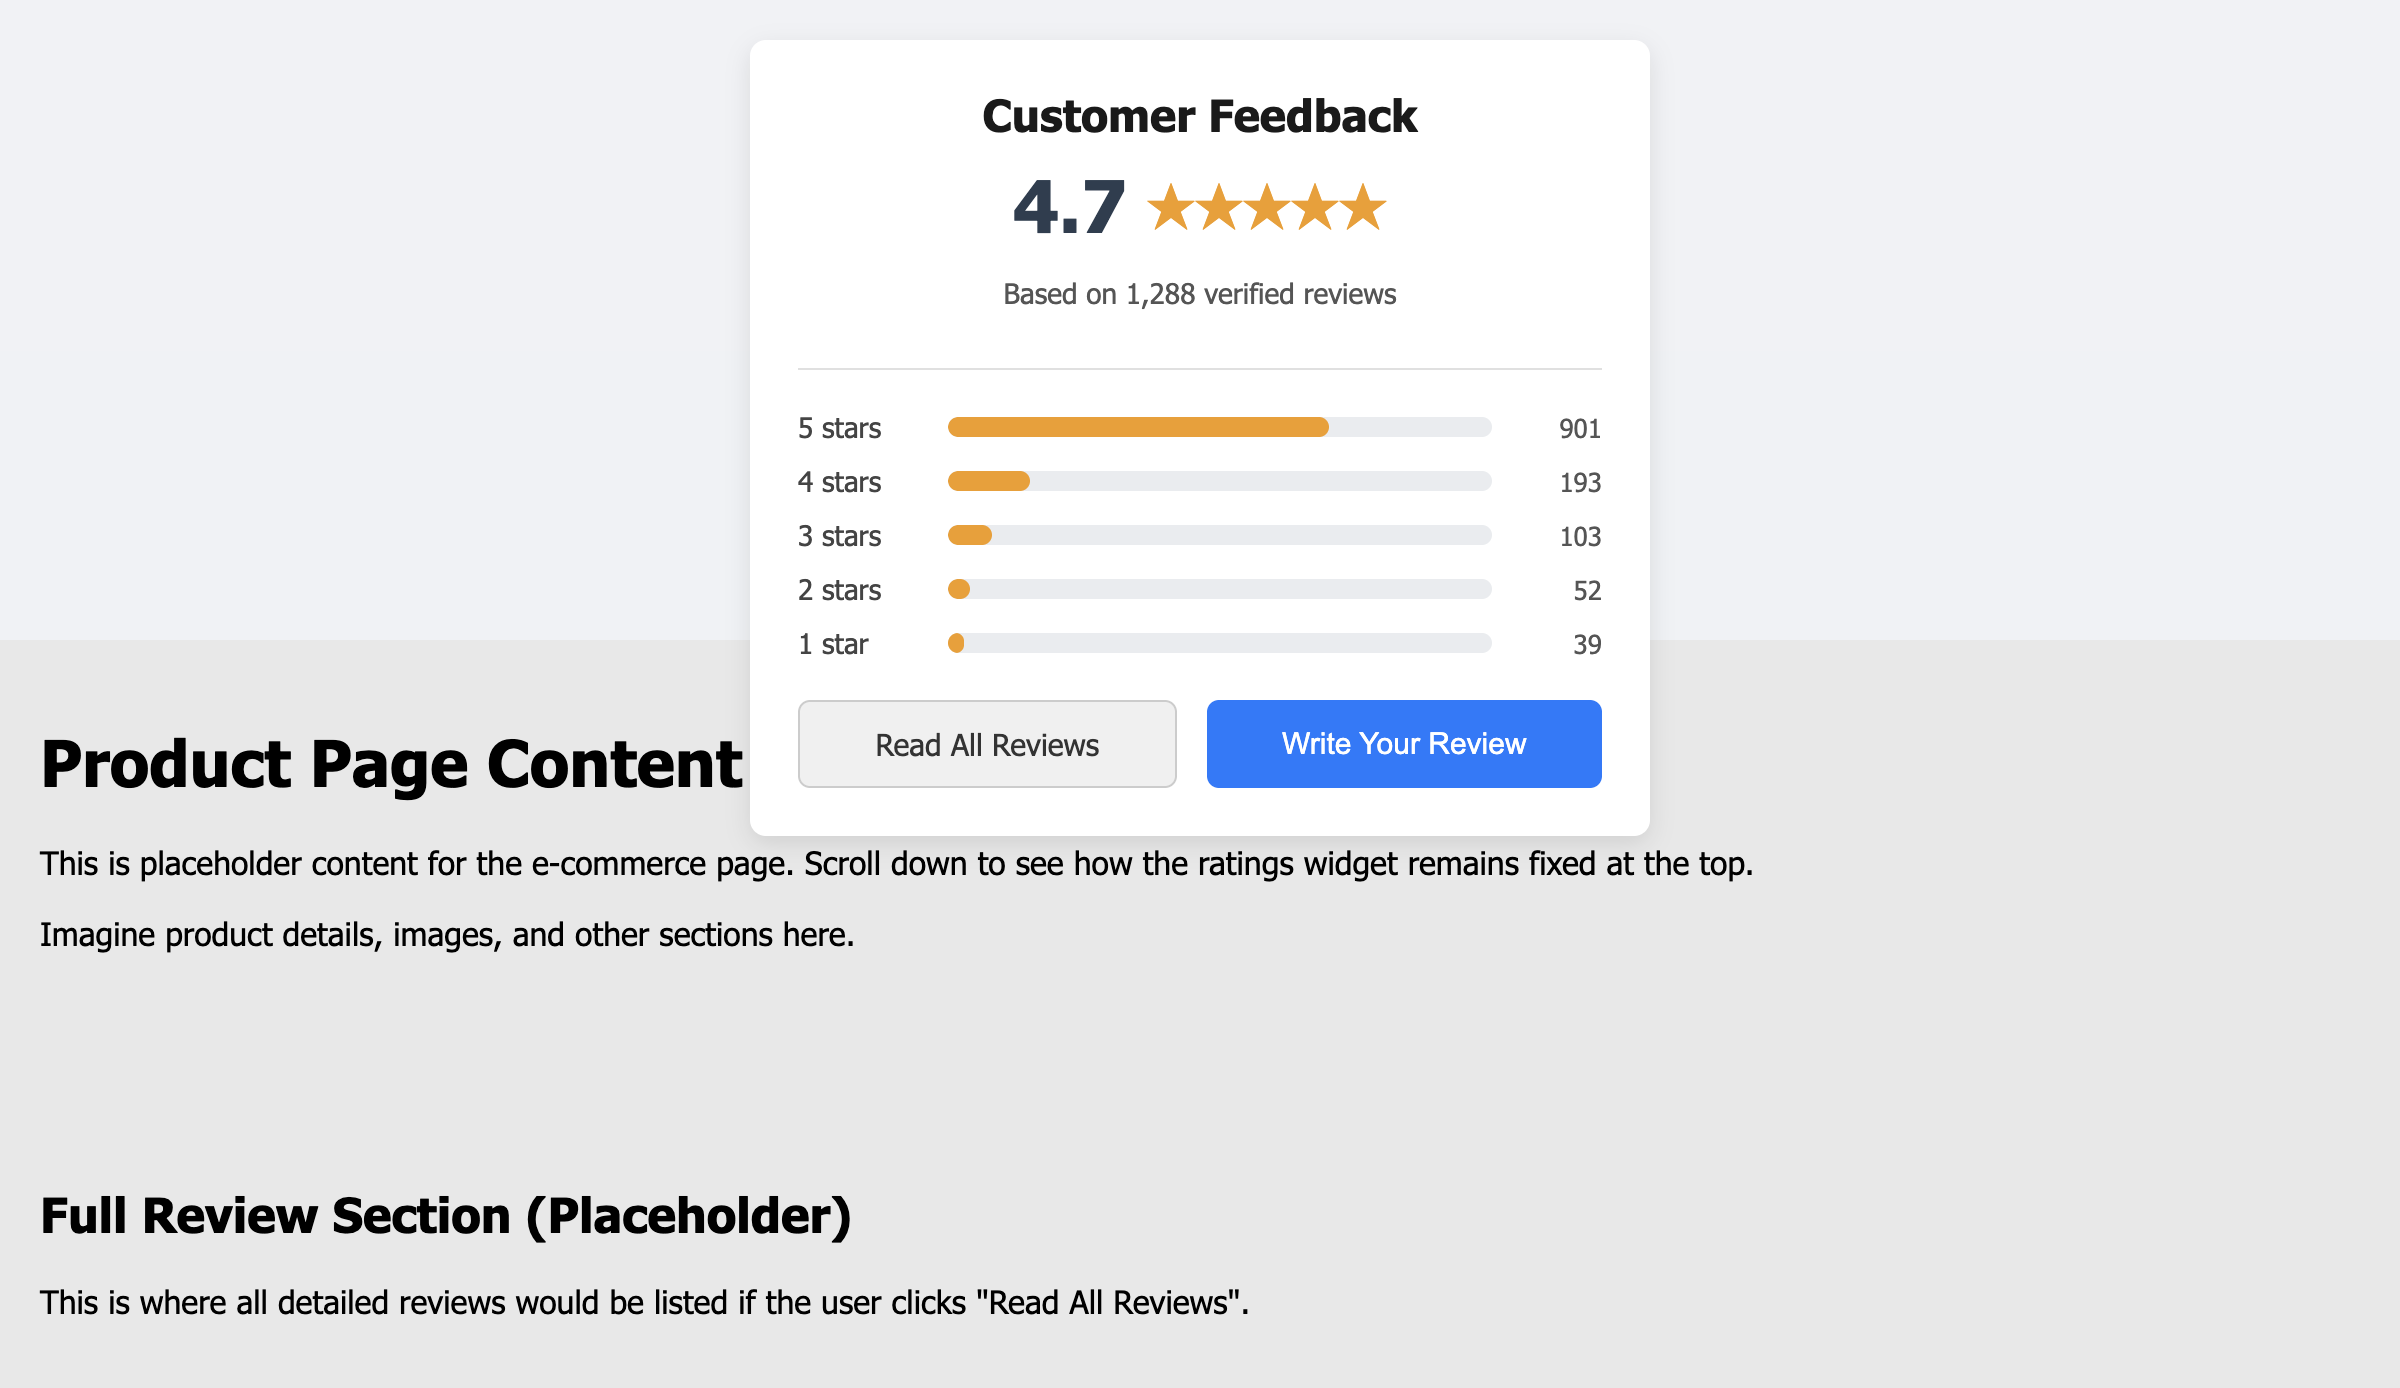 Customer Feedback
4.7 ★★★★★
Based on 1,288 verified reviews
5 stars 901
4 stars 193
3 stars 103
2 stars 52
1 star 39
Read All Reviews
Write Your Review
Product Page Content
This is placeholder content for the e-commerce page. Scroll down to see how the ratings widget remains fixed at the top.
Imagine product details, images, and other sections here.
Full Review Section (Placeholder)
This is where all detailed reviews would be listed if the user clicks "Read All Reviews".